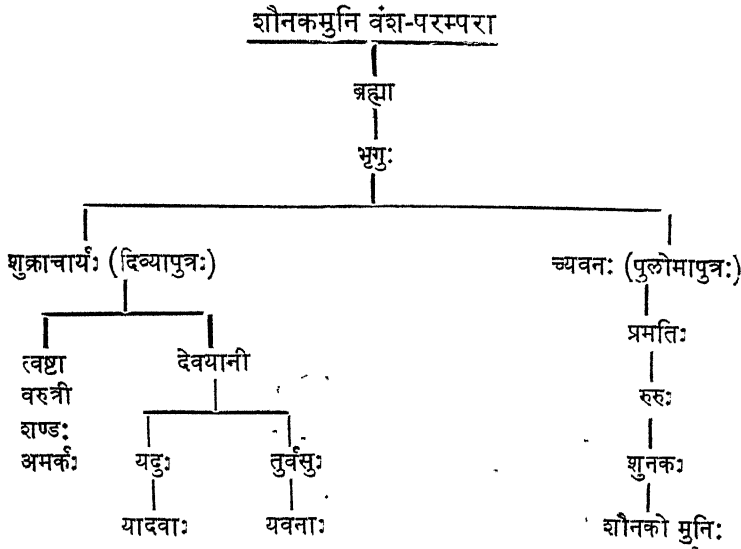 शौनकमुनि वंश-परम्परा
ब्रह्मा
भृगुः
शुक्राचार्यः (दिव्यापुत्रः) च्यवनः (पुलोमापुत्रः)
प्रमतिः
त्वष्टा देवयानी
वरुत्री रुरुः
शण्डः
अमर्कः यदुः तुर्वसुः शुनकः
यादवाः यवनाः शौनको मुनिः